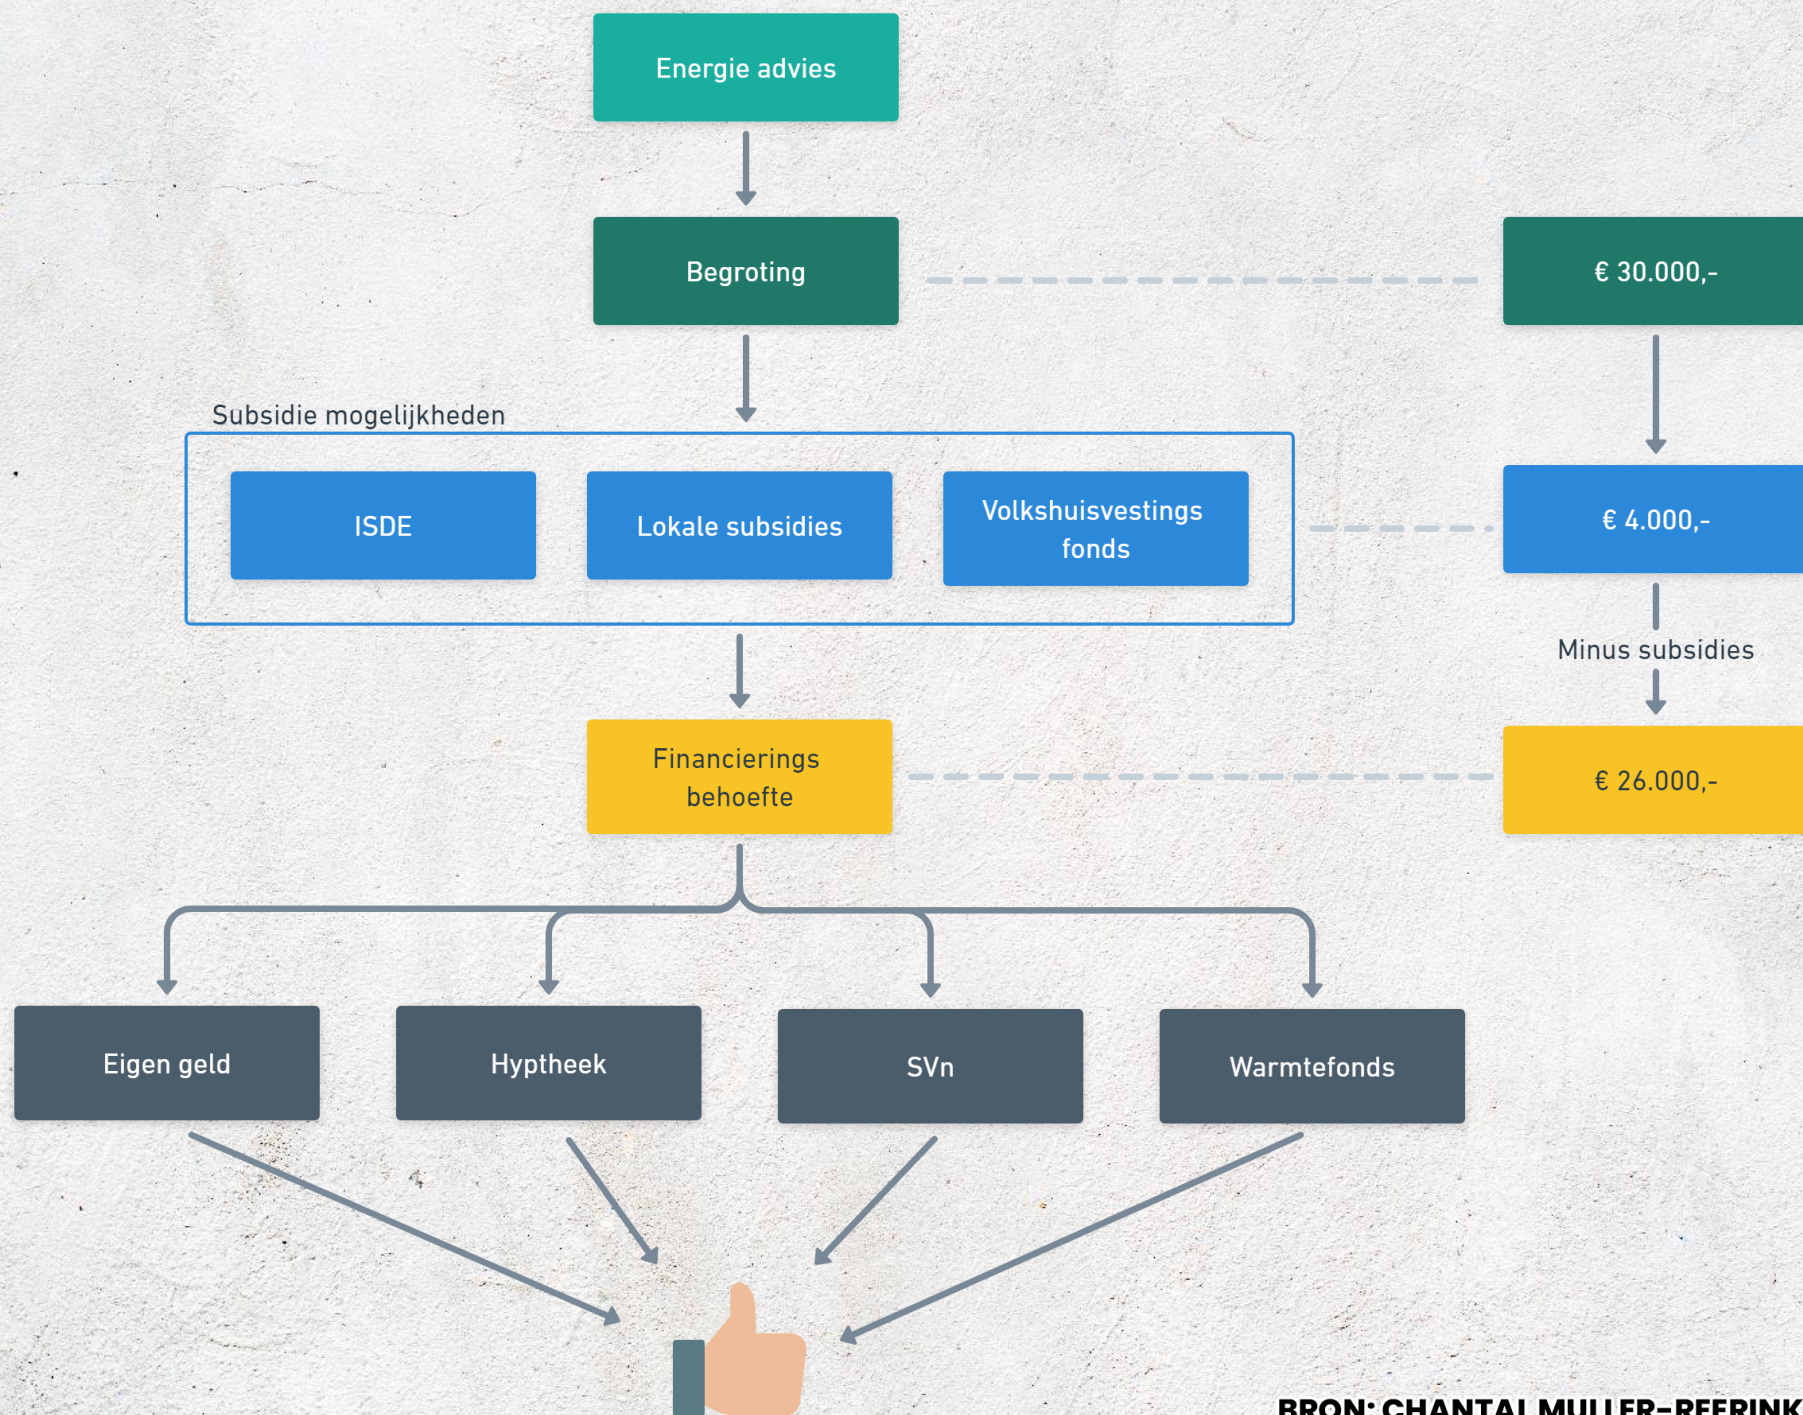 Energie advies
Begroting
€ 30.000,-
Subsidie mogelijkheden
ISDE
Lokale subsidies
Volkshuisvestings
fonds
€ 4.000,-
Minus subsidies
Financierings
behoefte
€ 26.000,-
Eigen geld
Hyptheek
SVn
Warmtefonds
BRON: CHANTAL MULLER-REERINK